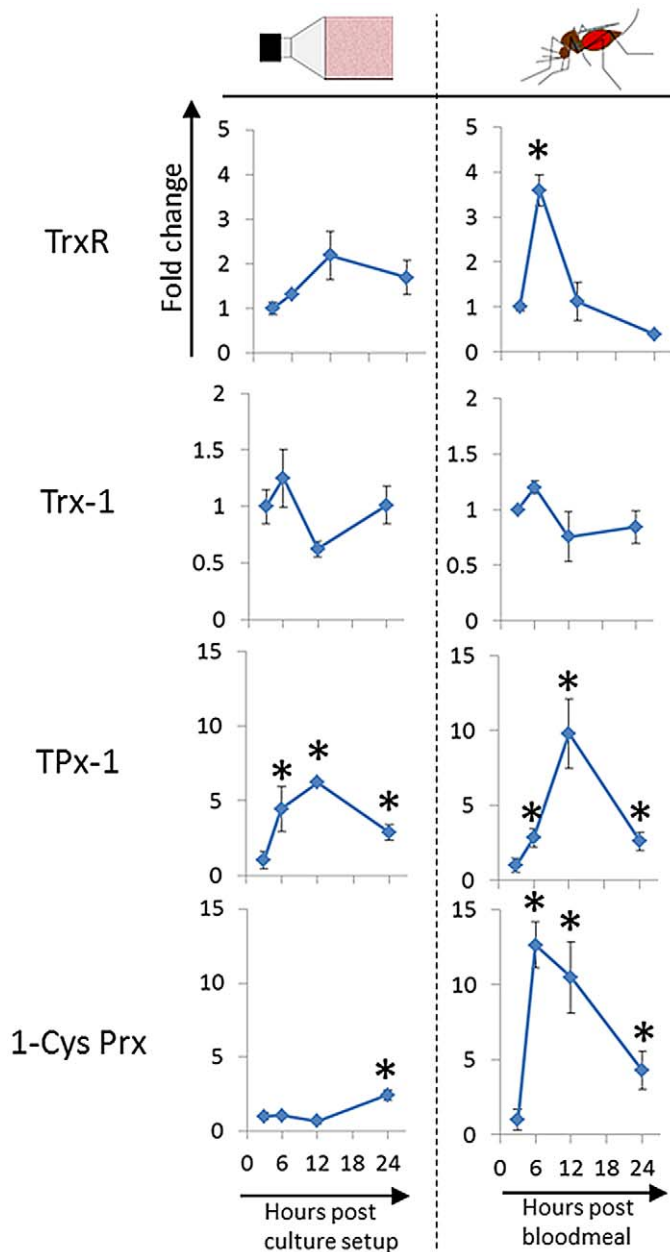 Fold change
TrxR
5
4
3
2
1
0
5
*
4
3
2
1
0
Trx-1
2
1.5
1
0.5
0
2
1.5
1
0.5
0
TPx-1
15
10
5
0
* * *
15
10
5
0
* * *
1-Cys Prx
15
10
5
0
*
0 6 12 18 24
Hours post
culture setup
15
10
5
0
* * *
0 6 12 18 24
Hours post
bloodmeal